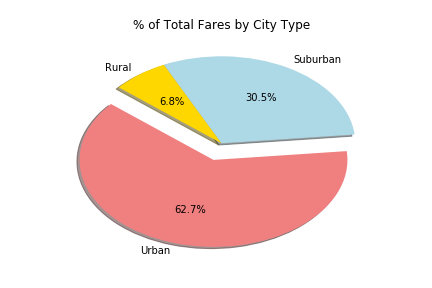 % of Total Fares by City Type
Suburban
Rural
30.5%
6.8%
62.7%
Urban